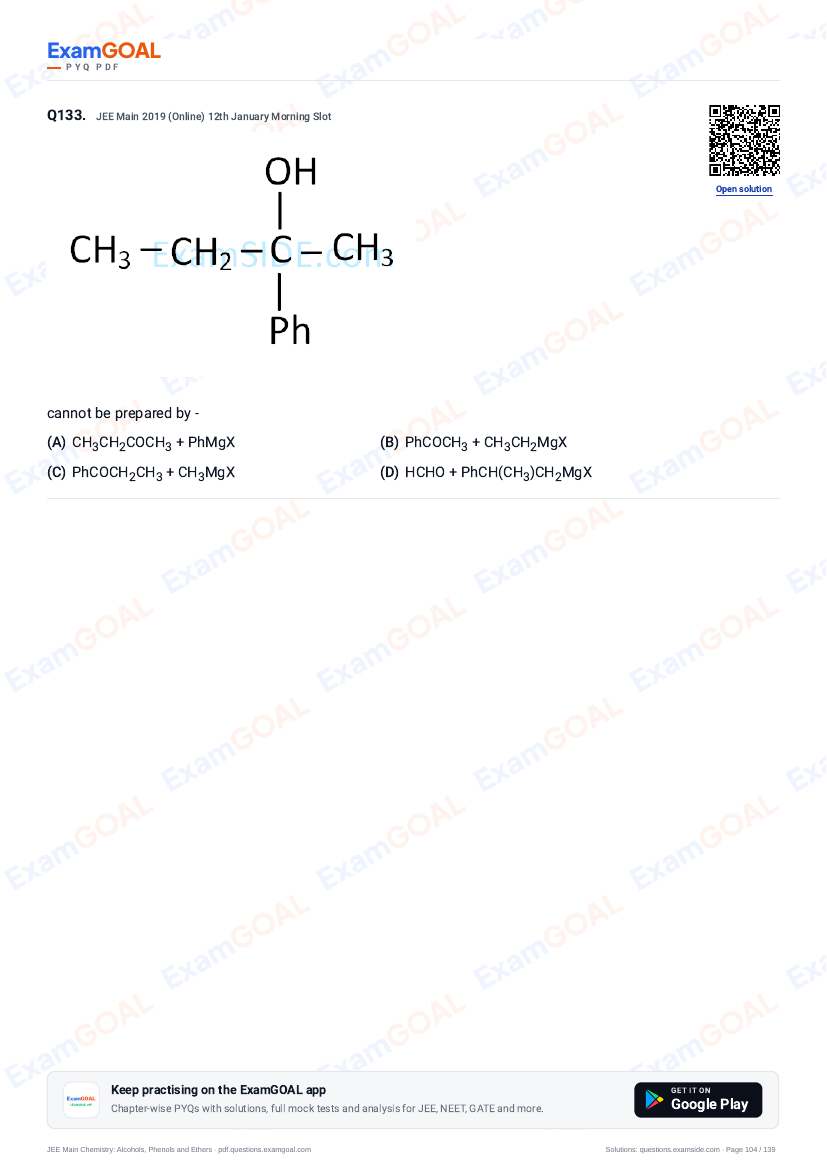 ExamGOAL
PYQ PDF
Q133. JEE Main 2019 (Online) 12th January Morning Slot
Open solution
OH
CH3 – CH2 – C – CH3
Ph
ExamSIDE.com
cannot be prepared by -
(A) CH3CH2COCH3 + PhMgX
(B) PhCOCH3 + CH3CH2MgX
(C) PhCOCH2CH3 + CH3MgX
(D) HCHO + PhCH(CH3)CH2MgX
ExamGOAL
Keep practising on the ExamGOAL app
Chapter-wise PYQs with solutions, full mock tests and analysis for JEE, NEET, GATE and more.
GET IT ON
Google Play
JEE Main Chemistry: Alcohols, Phenols and Ethers · pdf.questions.examgoal.com
Solutions: questions.examside.com · Page 104 / 139